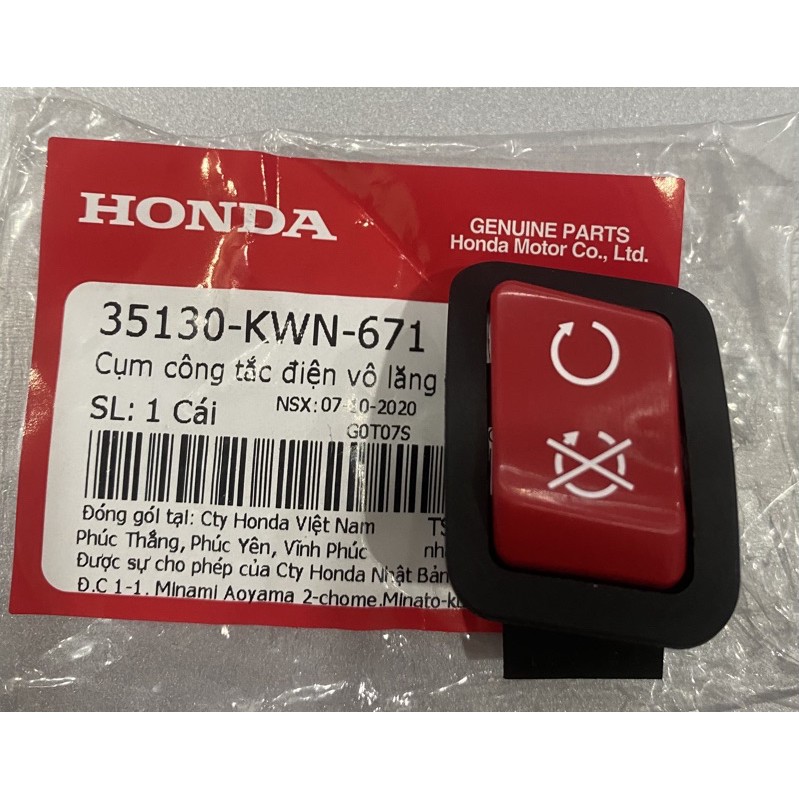 HONDA
GENUINE PARTS
Honda Motor Co., Ltd.
35130-KWN-671
Cụm công tắc điện vô lăng
SL: 1 Cái
NSX: 07-10-2020
G0T07S
Đóng gói tại: Cty Honda Việt Nam
Phúc Thắng, Phúc Yên, Vĩnh Phúc
Được sự cho phép của Cty Honda Nhật Bản
Đ.C 1-1. Minami Aoyama 2-chome.Minato-k